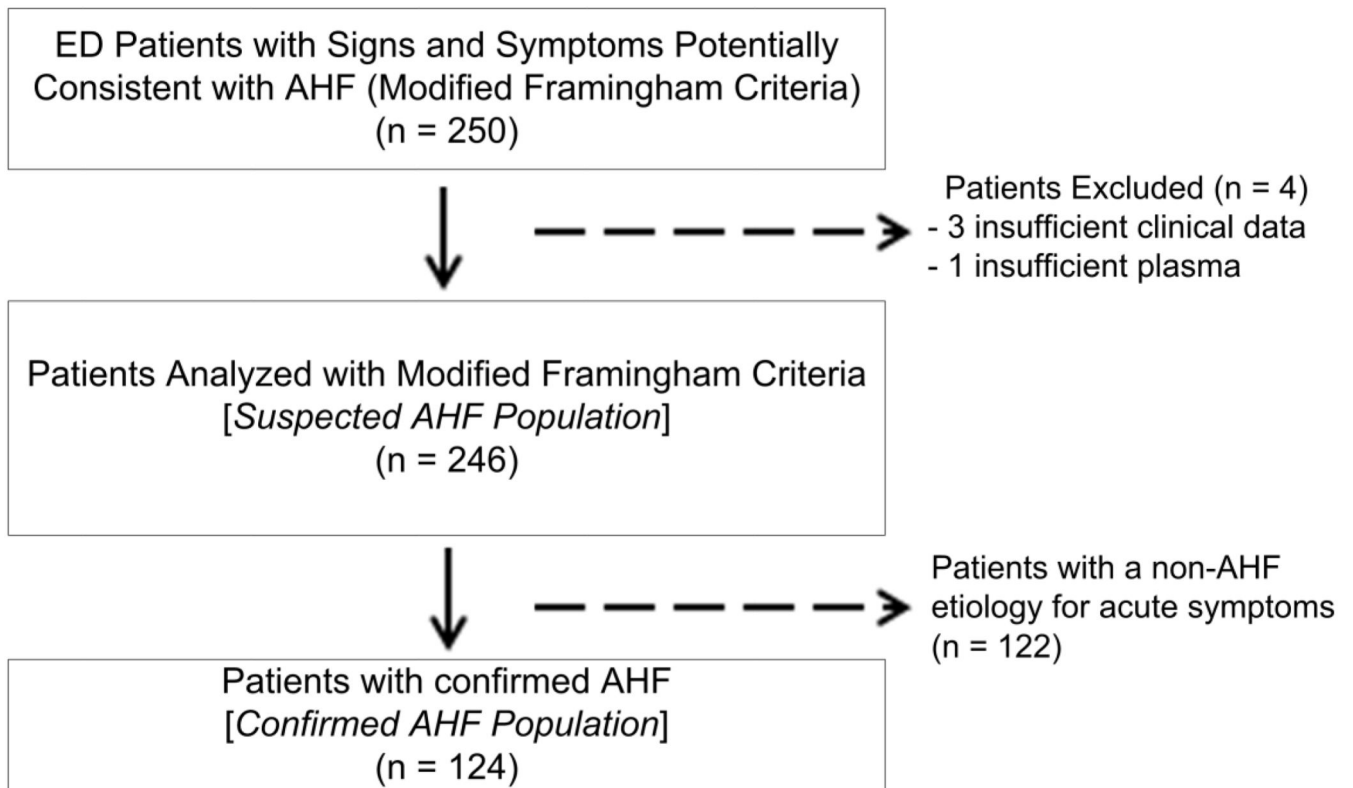 ED Patients with Signs and Symptoms Potentially
Consistent with AHF (Modified Framingham Criteria)
(n = 250)
Patients Excluded (n = 4)
- 3 insufficient clinical data
- 1 insufficient plasma
Patients Analyzed with Modified Framingham Criteria
[Suspected AHF Population]
(n = 246)
Patients with a non-AHF
etiology for acute symptoms
(n = 122)
Patients with confirmed AHF
[Confirmed AHF Population]
(n = 124)